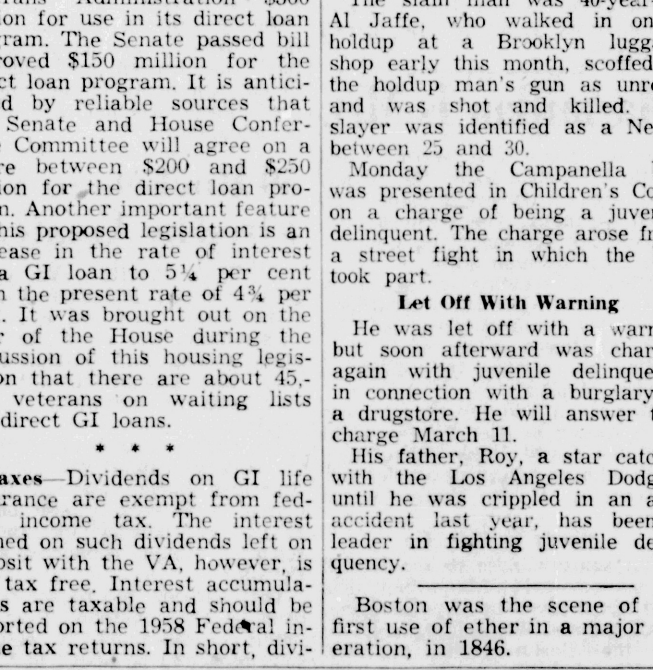 ion for use in its direct loan
ram. The Senate passed bill
roved $150 million for the
ct loan program. It is antici-
d by reliable sources that
Senate and House Confer-
Committee will agree on a
re between $200 and $250
ion for the direct loan pro-
n. Another important feature
his proposed legislation is an
ease in the rate of interest
a GI loan to 5¼ per cent
n the present rate of 4¾ per
. It was brought out on the
r of the House during the
ussion of this housing legis-
on that there are about 45,-
veterans on waiting lists
direct GI loans.
* * *
axes—Dividends on GI life
urance are exempt from fed-
income tax. The interest
ned on such dividends left on
osit with the VA, however, is
tax free. Interest accumula-
s are taxable and should be
orted on the 1958 Federal in-
e tax returns. In short, divi-
The slain man was 40-year
Al Jaffe, who walked in on
holdup at a Brooklyn lugg
shop early this month, scoffed
the holdup man's gun as unre
and was shot and killed.
slayer was identified as a Ne
between 25 and 30.
Monday the Campanella
was presented in Children's Co
on a charge of being a juve
delinquent. The charge arose fr
a street fight in which the
took part.
Let Off With Warning
He was let off with a warn
but soon afterward was char
again with juvenile delinque
in connection with a burglary
a drugstore. He will answer t
charge March 11.
His father, Roy, a star catc
with the Los Angeles Dodg
until he was crippled in an a
accident last year, has been
leader in fighting juvenile de
quency.
Boston was the scene of
first use of ether in a major
eration, in 1846.